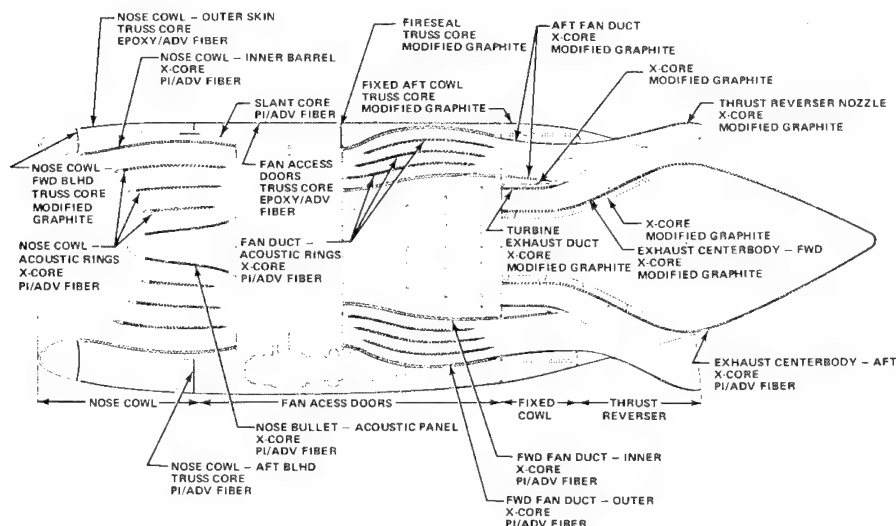 NOSE COWL – OUTER SKIN
TRUSS CORE
EPOXY/ADV FIBER
NOSE COWL – INNER BARREL
X-CORE
PI/ADV FIBER
SLANT CORE
PI/ADV FIBER
FIRESEAL
TRUSS CORE
MODIFIED GRAPHITE
FIXED AFT COWL
TRUSS CORE
MODIFIED GRAPHITE
AFT FAN DUCT
X-CORE
MODIFIED GRAPHITE
X-CORE
MODIFIED GRAPHITE
THRUST REVERSER NOZZLE
X-CORE
MODIFIED GRAPHITE
NOSE COWL –
FWD BLHD
TRUSS CORE
MODIFIED
GRAPHITE
FAN ACCESS
DOORS
TRUSS CORE
EPOXY/ADV
FIBER
NOSE COWL –
ACOUSTIC RINGS
X-CORE
PI/ADV FIBER
FAN DUCT –
ACOUSTIC RINGS
X-CORE
PI/ADV FIBER
TURBINE
EXHAUST DUCT
X-CORE
MODIFIED GRAPHITE
X-CORE
MODIFIED GRAPHITE
EXHAUST CENTERBODY – FWD
X-CORE
MODIFIED GRAPHITE
EXHAUST CENTERBODY – AFT
X-CORE
PI/ADV FIBER
NOSE COWL
FAN ACESS DOORS
FIXED
COWL
THRUST
REVERSER
NOSE BULLET – ACOUSTIC PANEL
X-CORE
PI/ADV FIBER
NOSE COWL – AFT BLHD
TRUSS CORE
PI/ADV FIBER
FWD FAN DUCT – INNER
X-CORE
PI/ADV FIBER
FWD FAN DUCT – OUTER
X-CORE
PI/ADV FIBER